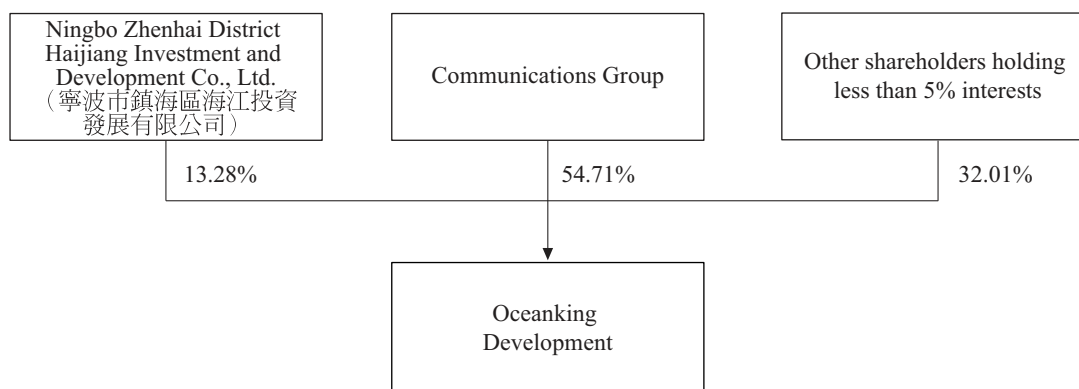 Ningbo Zhenhai District
Haijiang Investment and
Development Co., Ltd.
（寧波市鎮海區海江投資
發展有限公司）
Communications Group
Other shareholders holding
less than 5% interests
13.28%
54.71%
32.01%
Oceanking
Development